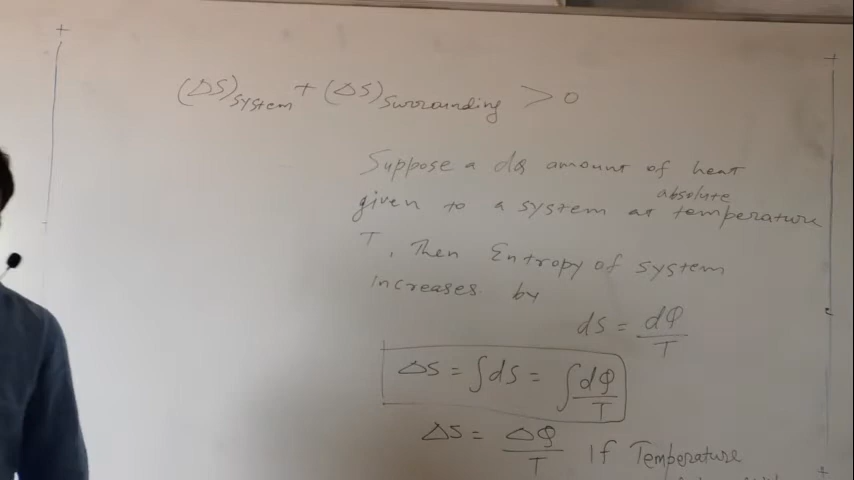 (ΔS)system + (ΔS)Surrounding > 0
Suppose a dQ amount of heat
absolute
given to a system at temperature
T, Then Entropy of system
increases by
dS = dQ/T
ΔS = ∫dS = ∫dQ/T
ΔS = ΔQ/T If Temperature